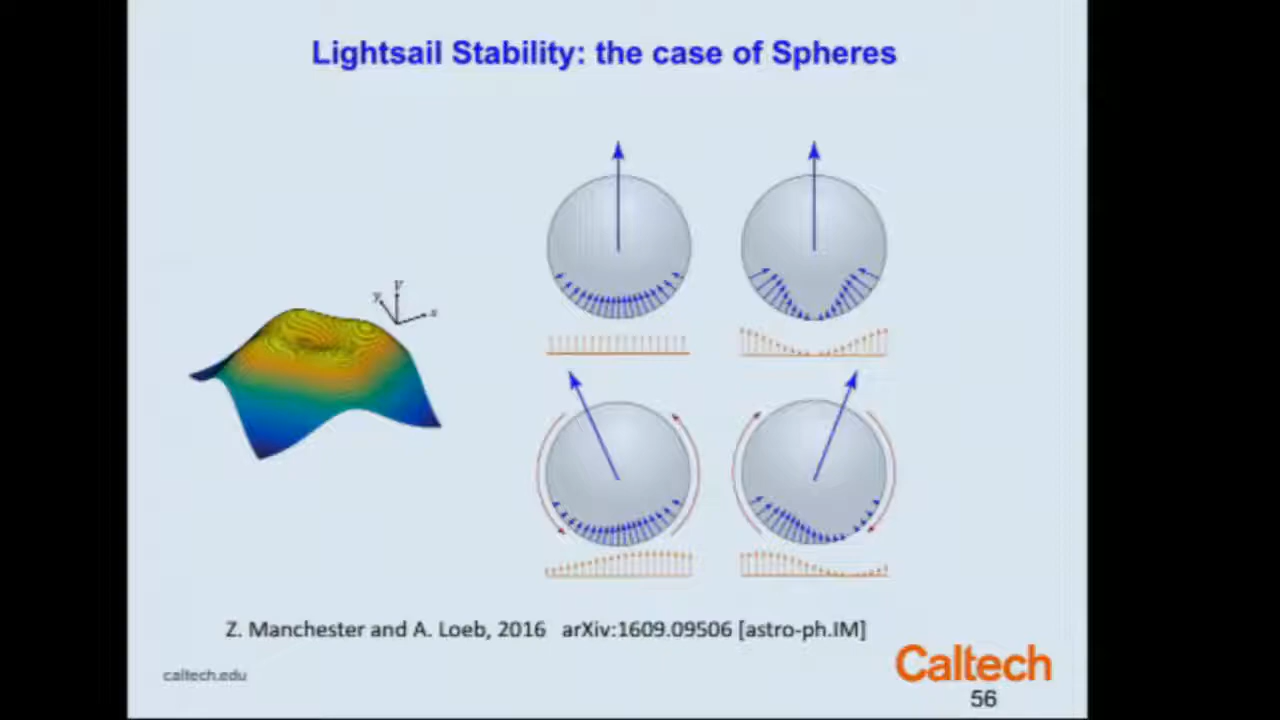 Lightsail Stability: the case of Spheres
V
y
x
Z. Manchester and A. Loeb, 2016 arXiv:1609.09506 [astro-ph.IM]
caltech.edu
Caltech
56